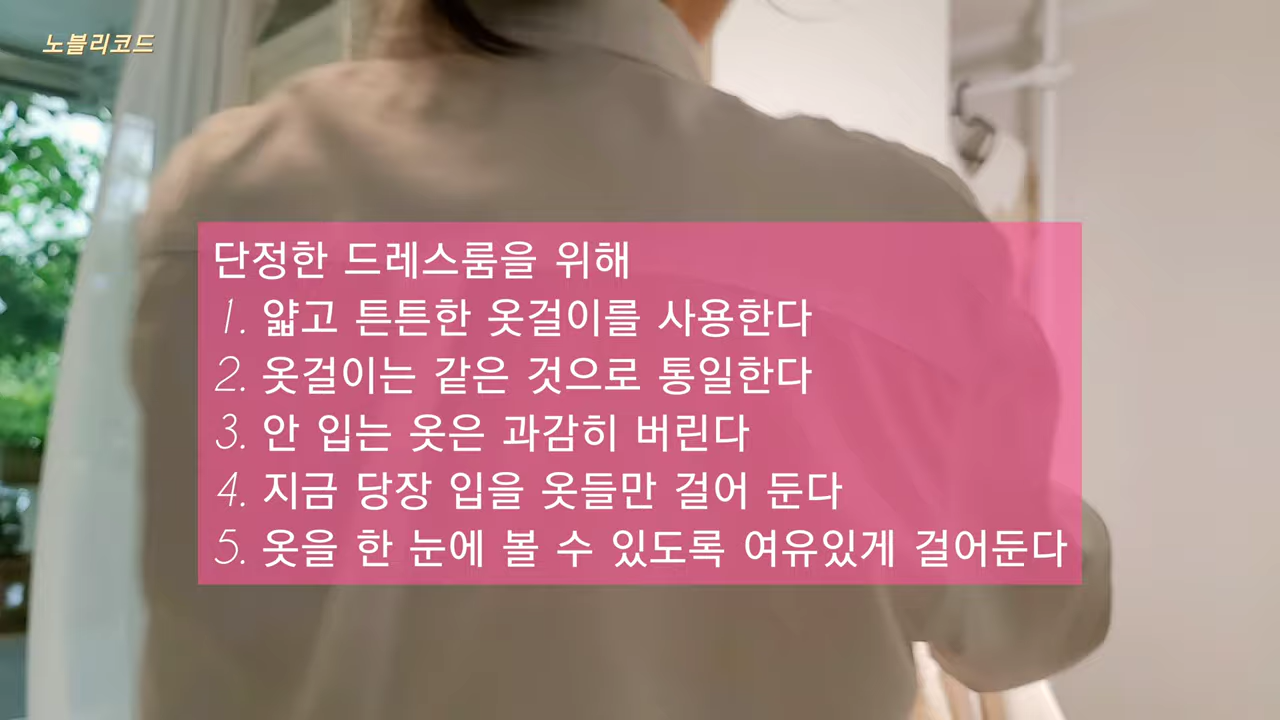 노블리코드
단정한 드레스룸을 위해
1. 얇고 튼튼한 옷걸이를 사용한다
2. 옷걸이는 같은 것으로 통일한다
3. 안 입는 옷은 과감히 버린다
4. 지금 당장 입을 옷들만 걸어 둔다
5. 옷을 한 눈에 볼 수 있도록 여유있게 걸어둔다